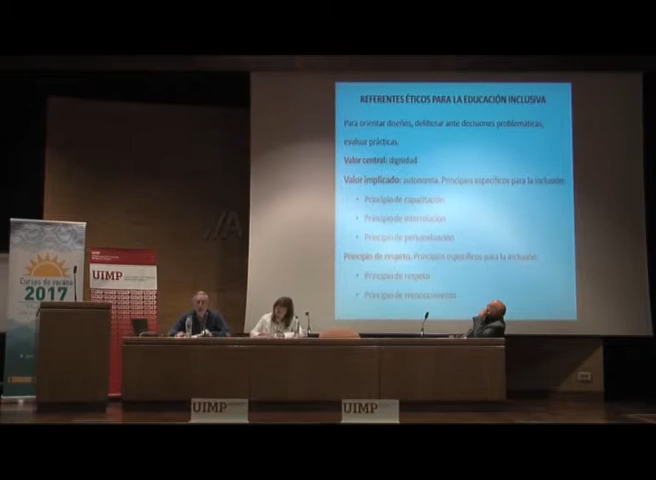 REFERENTES ÉTICOS PARA LA EDUCACIÓN INCLUSIVA
Para orientar diseños, deliberar ante decisiones problemáticas,
evaluar prácticas.
Valor central: dignidad
Valor implicado: autonomía. Principios específicos para la inclusión:
• Principio de capacitación
• Principio de interrelación
• Principio de personalización
Principio de respeto. Principios específicos para la inclusión:
• Principio de respeto
• Principio de reconocimiento
Cursos de verano
2017
UIMP
UIMP
UIMP